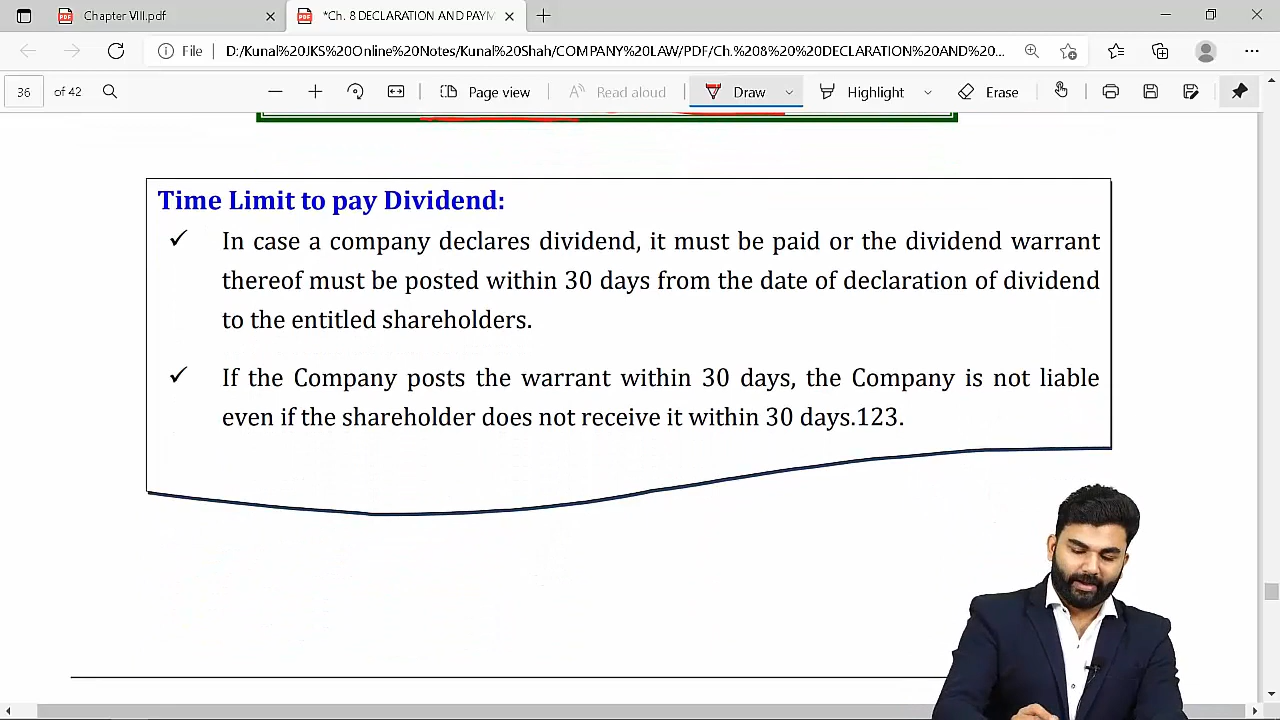 Chapter VIII.pdf
*Ch. 8 DECLARATION AND PAYM
File
D:/Kunal%20JKS%20Online%20Notes/Kunal%20Shah/COMPANY%20LAW/PDF/Ch.%208%20%20DECLARATION%20AND%20...
36 of 42
Page view
Read aloud
Draw
Highlight
Erase
Time Limit to pay Dividend:
✓ In case a company declares dividend, it must be paid or the dividend warrant
thereof must be posted within 30 days from the date of declaration of dividend
to the entitled shareholders.
✓ If the Company posts the warrant within 30 days, the Company is not liable
even if the shareholder does not receive it within 30 days.123.